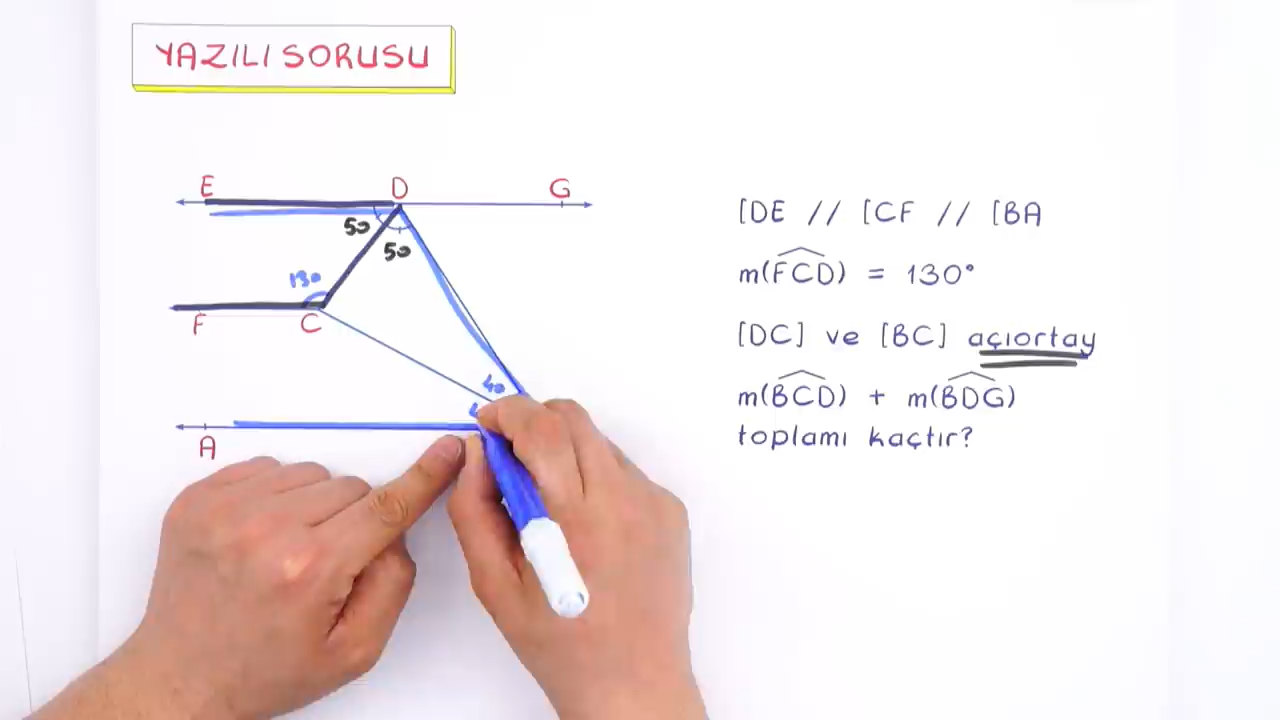 YAZILI SORUSU
E D G
50
50
130
F C
40
A
[DE // [CF // [BA
m(FCD) = 130°
[DC] ve [BC] açıortay
m(BCD) + m(BDG)
toplamı kaçtır?